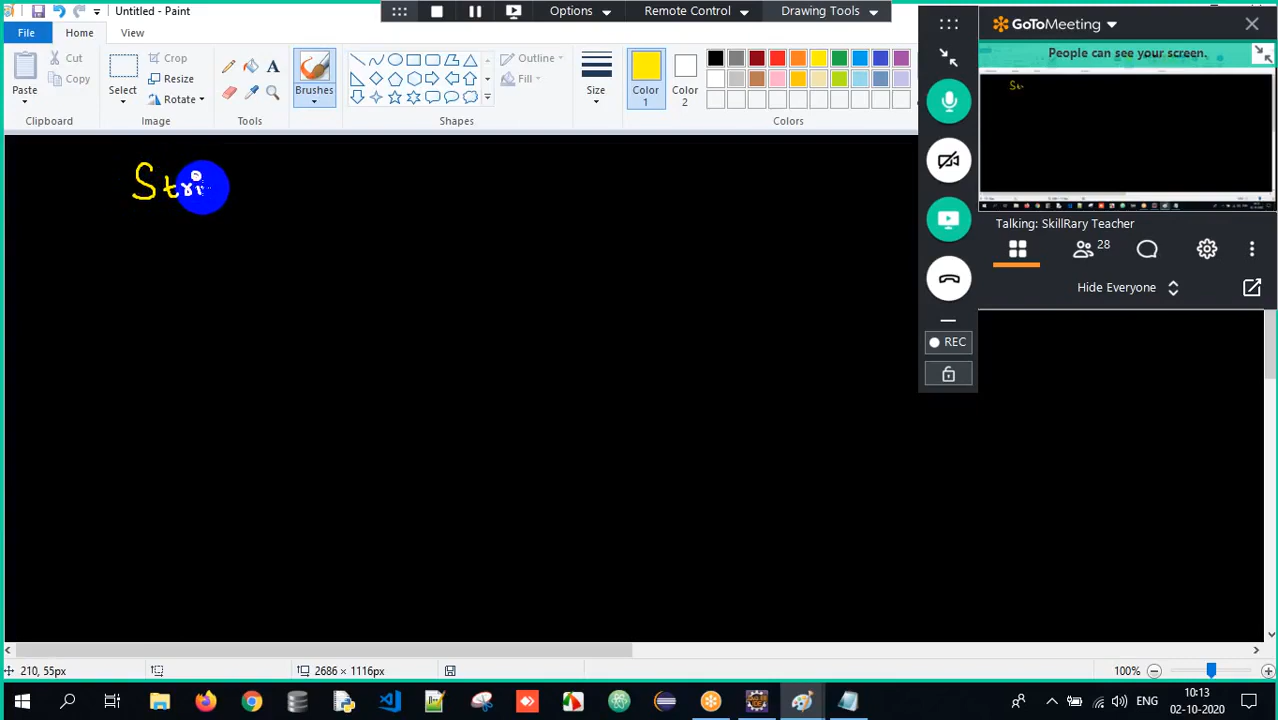 Untitled - Paint
Options
Remote Control
Drawing Tools
File
Home
View
GoToMeeting
People can see your screen.
Paste
Cut
Copy
Clipboard
Select
Crop
Resize
Rotate
Image
A
Tools
Brushes
Outline
Fill
Shapes
Size
Color 1
Color 2
Colors
Stri
St
Talking: SkillRary Teacher
28
Hide Everyone
REC
210, 55px
2686 × 1116px
100%
ENG
10:13
02-10-2020